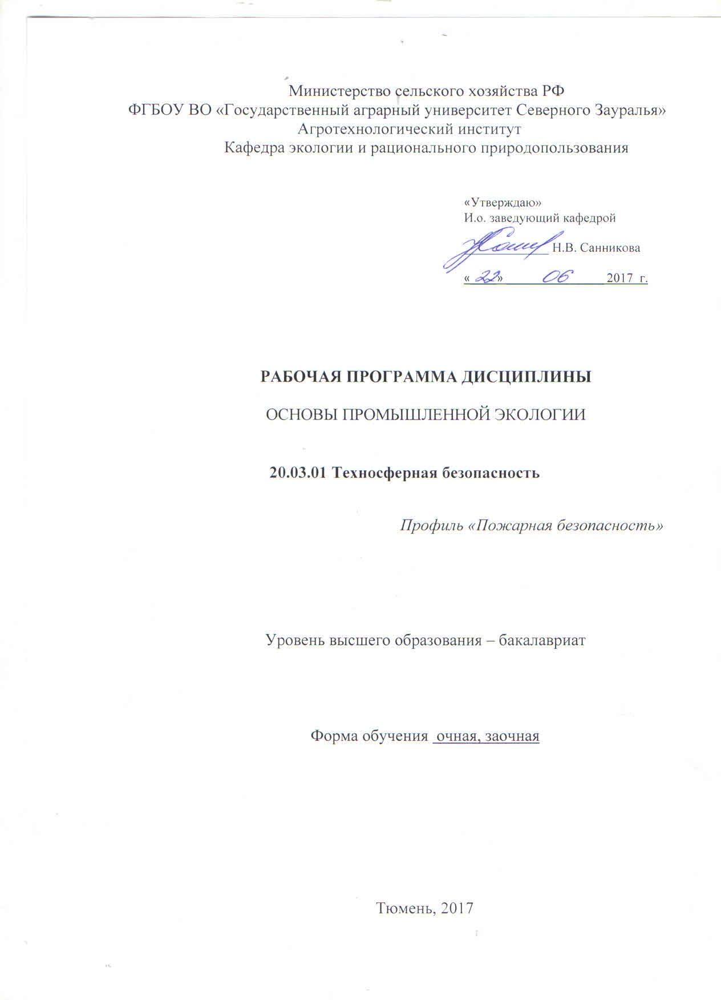 Министерство сельского хозяйства РФ
ФГБОУ ВО «Государственный аграрный университет Северного Зауралья»
Агротехнологический институт
Кафедра экологии и рационального природопользования
«Утверждаю»
И.о. заведующий кафедрой
Н.В. Санникова
« 22 » 06 2017 г.
РАБОЧАЯ ПРОГРАММА ДИСЦИПЛИНЫ
ОСНОВЫ ПРОМЫШЛЕННОЙ ЭКОЛОГИИ
20.03.01 Техносферная безопасность
Профиль «Пожарная безопасность»
Уровень высшего образования – бакалавриат
Форма обучения очная, заочная
Тюмень, 2017